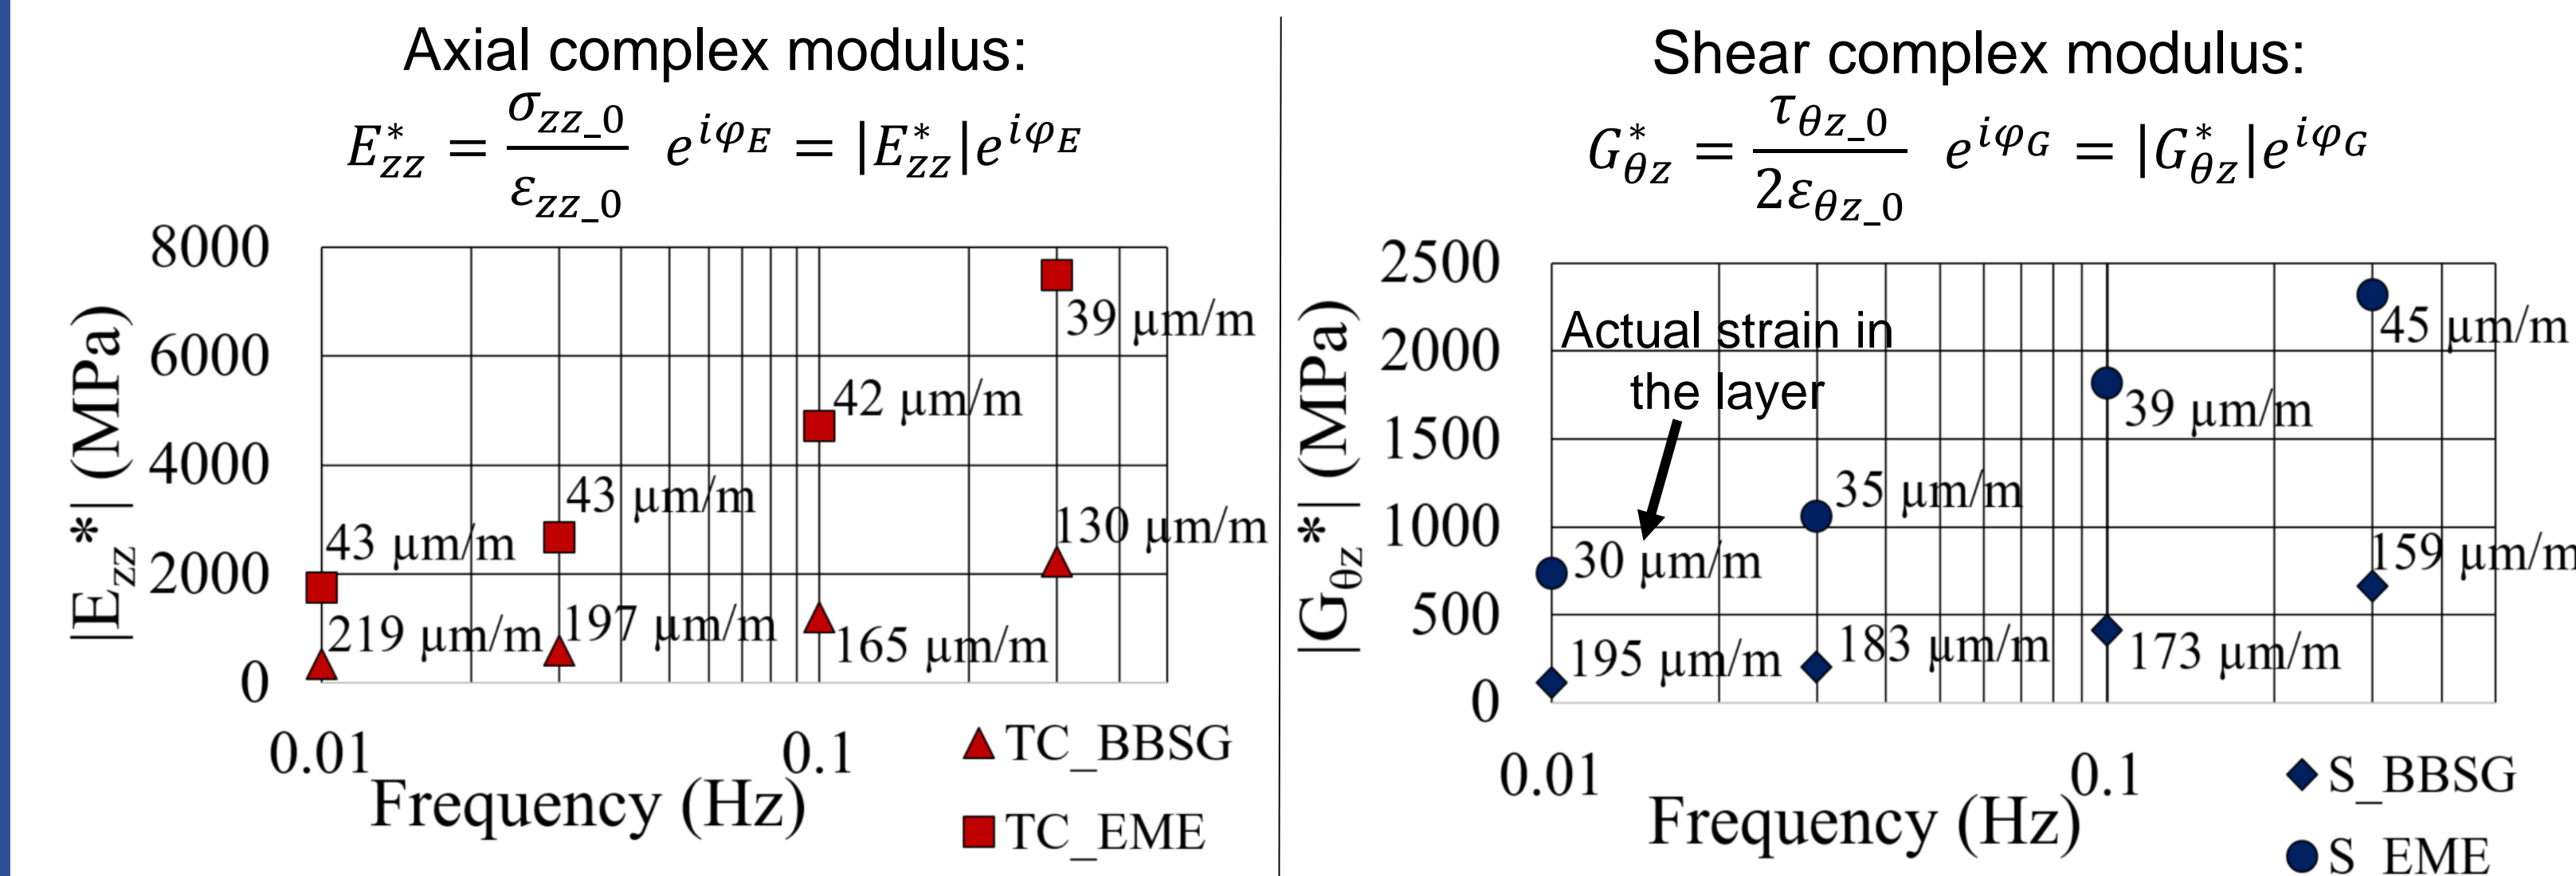 Axial complex modulus:
E*zz = σzz_0 / εzz_0 e^iφE = |E*zz|e^iφE
8000
6000
4000
2000
0
|Ezz*| (MPa)
39 μm/m
42 μm/m
43 μm/m
43 μm/m
130 μm/m
219 μm/m
197 μm/m
165 μm/m
0.01
0.1
Frequency (Hz)
TC_BBSG
TC_EME
Shear complex modulus:
G*θz = τθz_0 / 2εθz_0 e^iφG = |G*θz|e^iφG
2500
2000
1500
1000
500
0
|Gθz*| (MPa)
Actual strain in
the layer
45 μm/m
39 μm/m
35 μm/m
30 μm/m
159 μm/m
195 μm/m
183 μm/m
173 μm/m
0.01
0.1
Frequency (Hz)
S_BBSG
S_EME